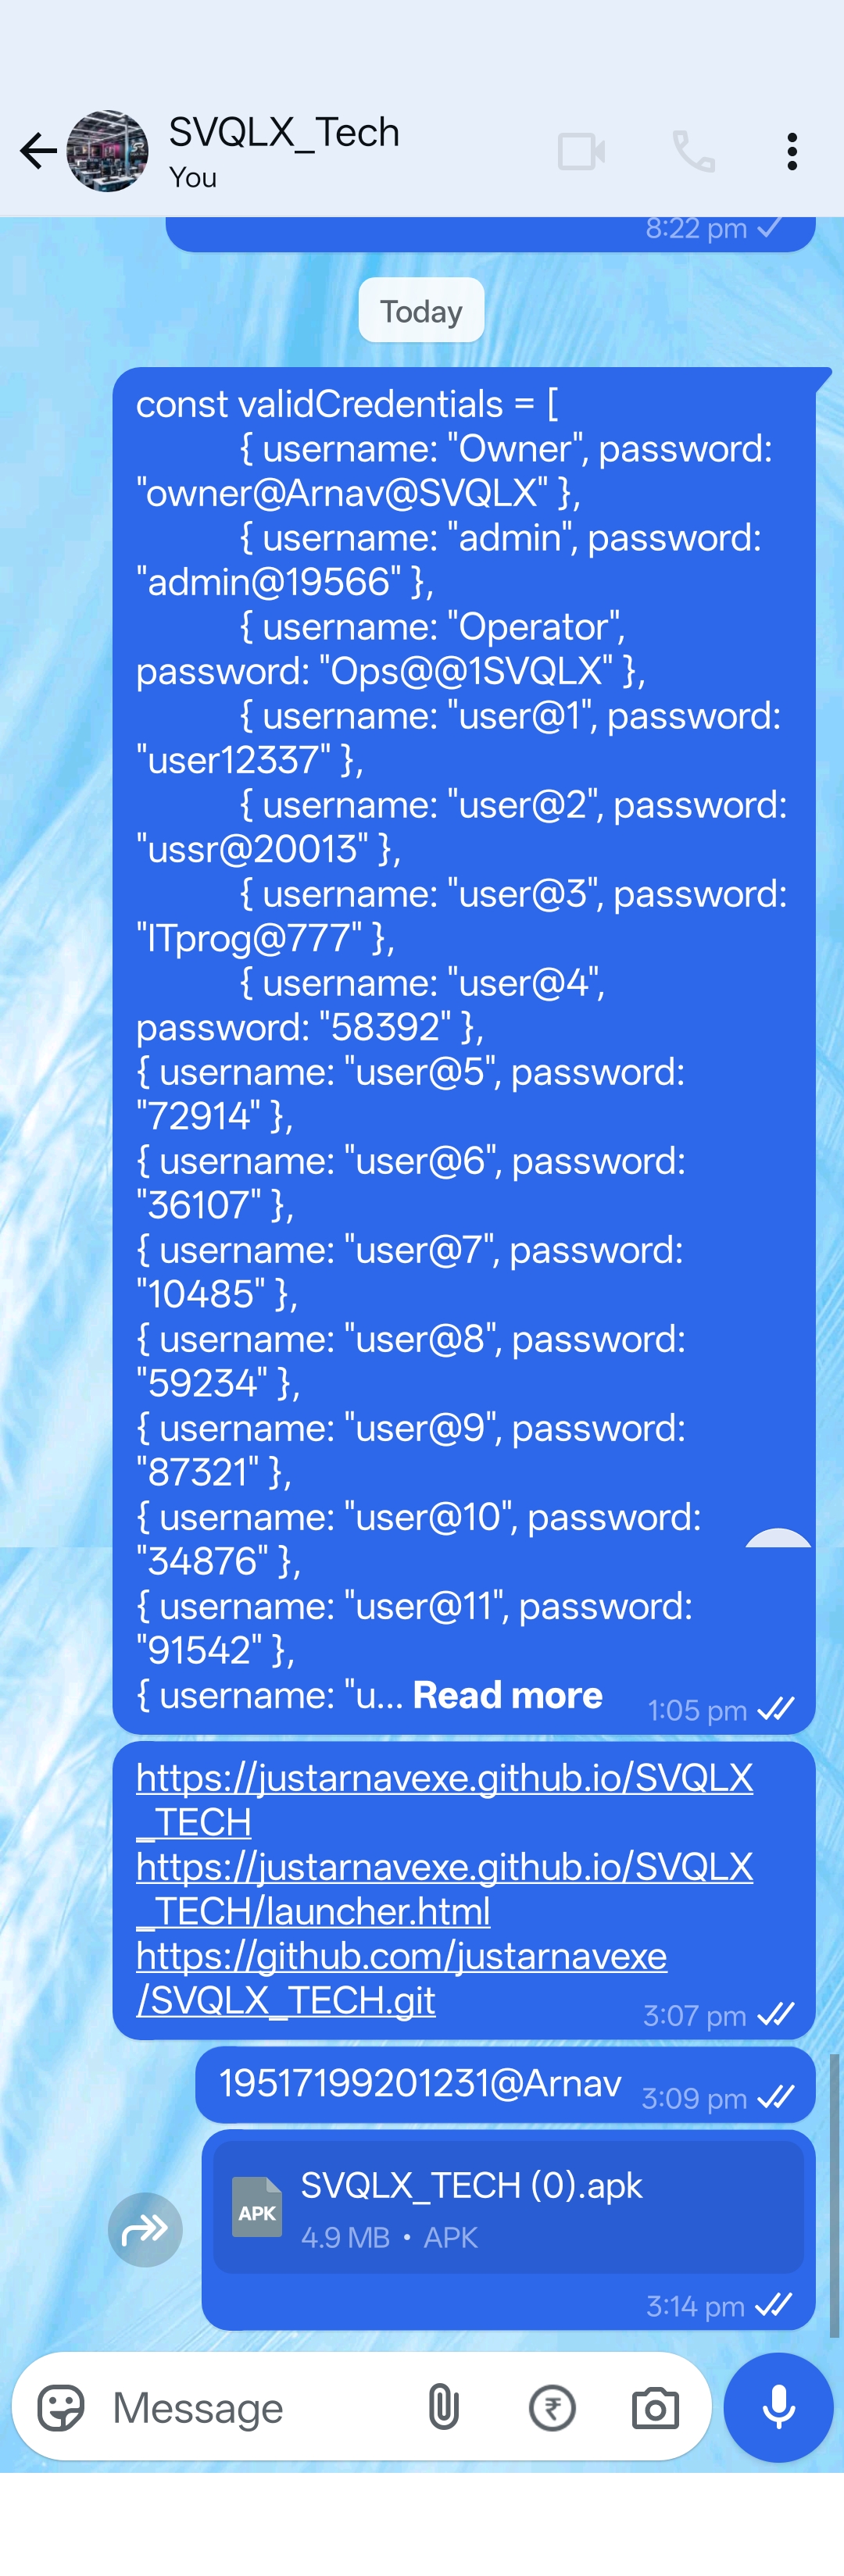 SVQLX_Tech
You
8:22 pm
Today
const validCredentials = [
{ username: "Owner", password:
"owner@Arnav@SVQLX" },
{ username: "admin", password:
"admin@19566" },
{ username: "Operator",
password: "Ops@@1SVQLX" },
{ username: "user@1", password:
"user12337" },
{ username: "user@2", password:
"ussr@20013" },
{ username: "user@3", password:
"ITprog@777" },
{ username: "user@4",
password: "58392" },
{ username: "user@5", password:
"72914" },
{ username: "user@6", password:
"36107" },
{ username: "user@7", password:
"10485" },
{ username: "user@8", password:
"59234" },
{ username: "user@9", password:
"87321" },
{ username: "user@10", password:
"34876" },
{ username: "user@11", password:
"91542" },
{ username: "u... Read more 1:05 pm
https://justarnavexe.github.io/SVQLX
_TECH
https://justarnavexe.github.io/SVQLX
_TECH/launcher.html
https://github.com/justarnavexe
/SVQLX_TECH.git
3:07 pm
19517199201231@Arnav 3:09 pm
APK
SVQLX_TECH (0).apk
4.9 MB • APK
3:14 pm
Message
₹